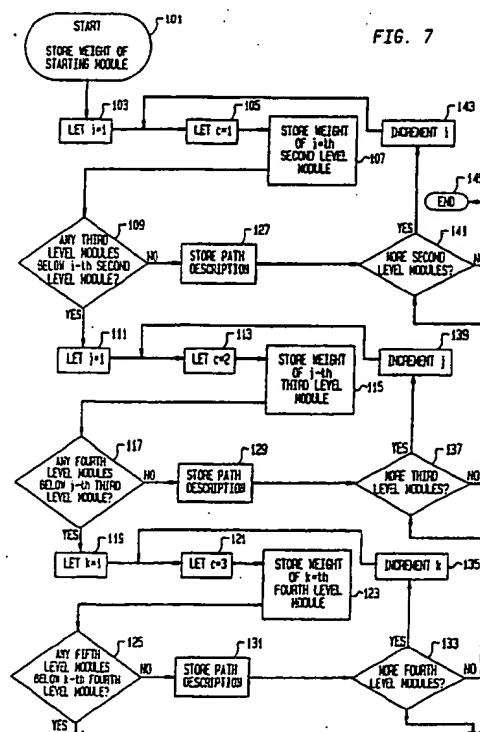 FIG. 7
START
STORE WEIGHT OF
STARTING MODULE
101
103
LET i=1
105
LET c=1
STORE WEIGHT
OF i-th
SECOND LEVEL
MODULE
107
143
INCREMENT i
145
END
109
ANY THIRD
LEVEL MODULES
BELOW i-th SECOND
LEVEL MODULE?
NO
YES
127
STORE PATH
DESCRIPTION
YES
141
MORE SECOND
LEVEL MODULES?
NO
111
LET j=1
113
LET c=2
STORE WEIGHT
OF j-th
THIRD LEVEL
MODULE
115
139
INCREMENT j
117
ANY FOURTH
LEVEL MODULES
BELOW j-th THIRD
LEVEL MODULE?
NO
YES
129
STORE PATH
DESCRIPTION
YES
137
MORE THIRD
LEVEL MODULES?
NO
119
LET k=1
121
LET c=3
STORE WEIGHT
OF k-th
FOURTH LEVEL
MODULE
123
INCREMENT k
135
125
ANY FIFTH
LEVEL MODULES
BELOW k-th FOURTH
LEVEL MODULE?
NO
YES
131
STORE PATH
DESCRIPTION
YES
133
MORE FOURTH
LEVEL MODULES?
NO